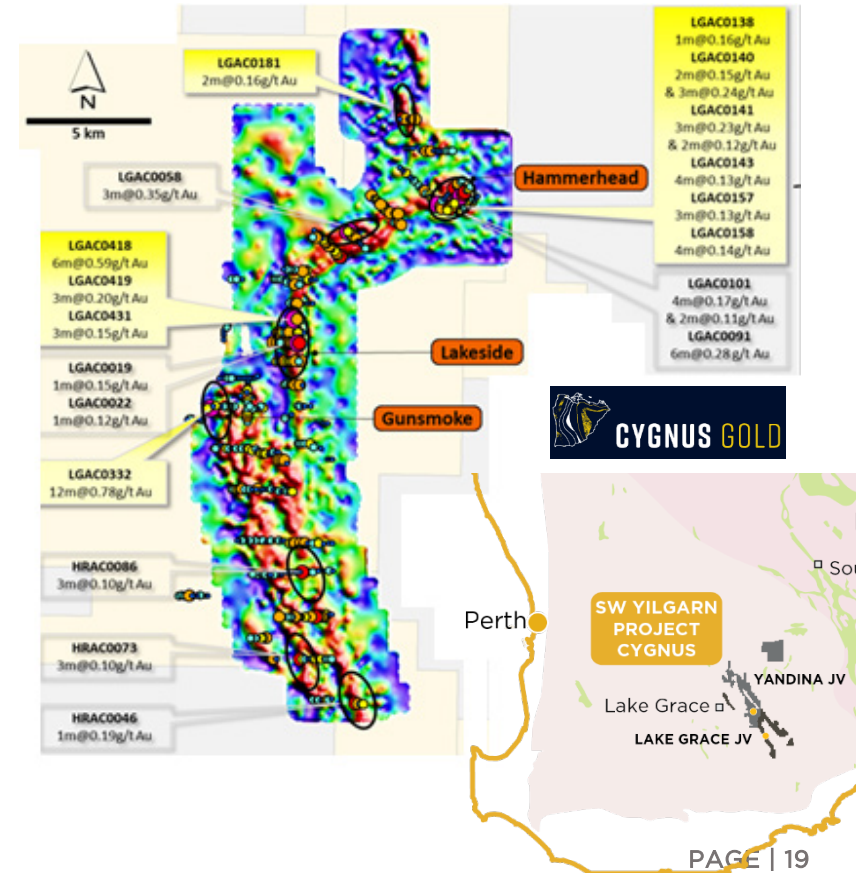 LGAC0181
2m@0.16g/t Au
N
5 km
LGAC0058
3m@0.35g/t Au
LGAC0418
6m@0.59g/t Au
LGAC0419
3m@0.20g/t Au
LGAC0431
3m@0.15g/t Au
LGAC0019
1m@0.15g/t Au
LGAC0022
1m@0.12g/t Au
LGAC0332
12m@0.78g/t Au
HRAC0086
3m@0.10g/t Au
HRAC0073
3m@0.10g/t Au
HRAC0046
1m@0.19g/t Au
Hammerhead
Lakeside
Gunsmoke
LGAC0138
1m@0.16g/t Au
LGAC0140
2m@0.15g/t Au
& 3m@0.24g/t Au
LGAC0141
3m@0.23g/t Au
& 2m@0.12g/t Au
LGAC0143
4m@0.13g/t Au
LGAC0157
3m@0.13g/t Au
LGAC0158
4m@0.14g/t Au
LGAC0101
4m@0.17g/t Au
& 2m@0.11g/t Au
LGAC0091
6m@0.28g/t Au
CYGNUS GOLD
Sou
Perth
SW YILGARN
PROJECT
CYGNUS
YANDINA JV
Lake Grace
LAKE GRACE JV
PAGE | 19